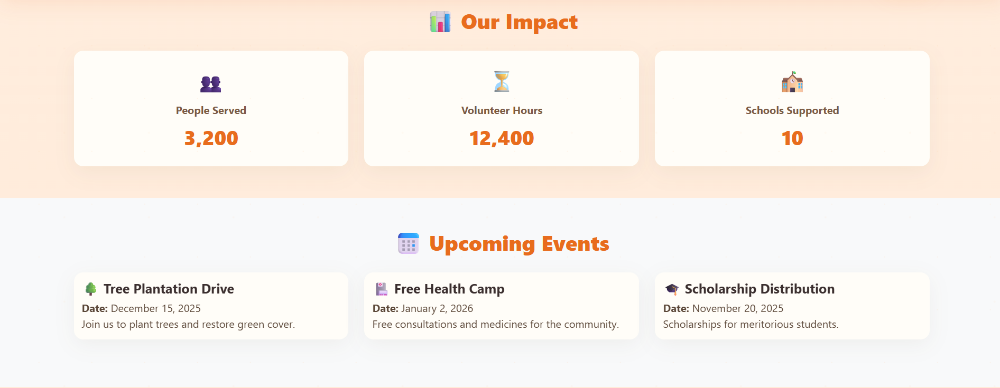 Our Impact
People Served
3,200
Volunteer Hours
12,400
Schools Supported
10
Upcoming Events
Tree Plantation Drive
Date: December 15, 2025
Join us to plant trees and restore green cover.
Free Health Camp
Date: January 2, 2026
Free consultations and medicines for the community.
Scholarship Distribution
Date: November 20, 2025
Scholarships for meritorious students.